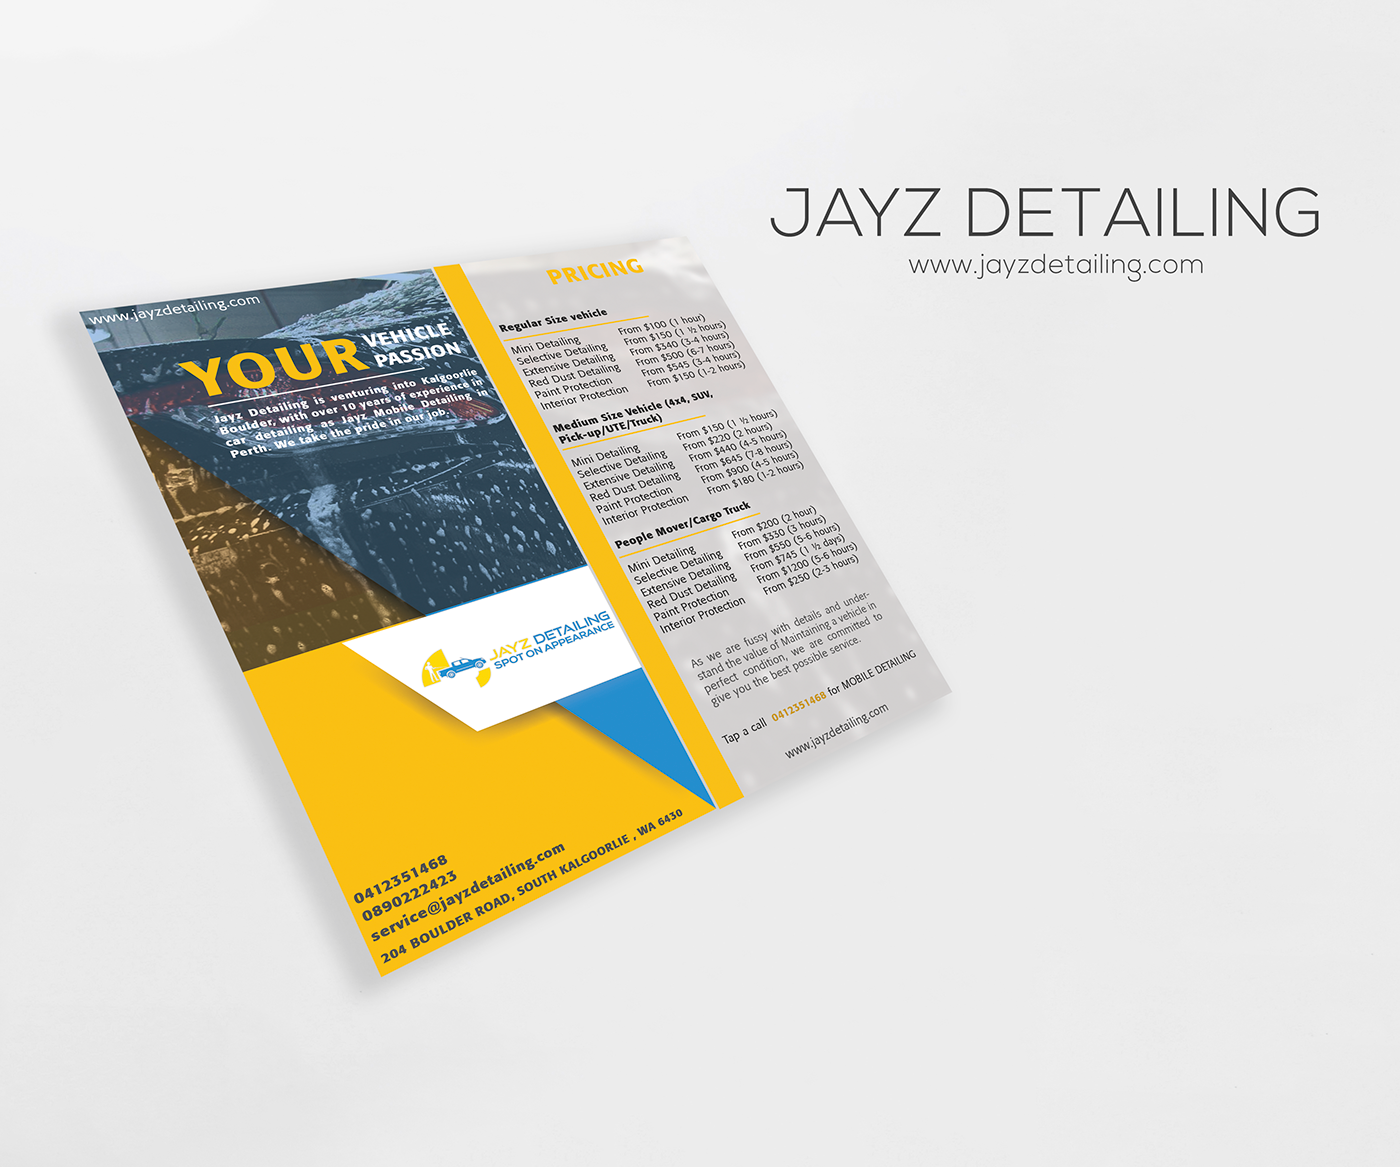 JAYZ DETAILING
www.jayzdetailing.com
www.jayzdetailing.com
YOUR VEHICLE
PASSION
Jayz Detailing is venturing into Kalgoorlie
Boulder, with over 10 years of experience in
car detailing as Jayz Mobile Detailing in
Perth. We take the pride in our job.
JAYZ DETAILING
SPOT ON APPEARANCE
0412351468
0890222423
service@jayzdetailing.com
204 BOULDER ROAD, SOUTH KALGOORLIE , WA 6430
PRICING
Regular Size vehicle
Mini Detailing From $100 (1 hour)
Selective Detailing From $150 (1 ½ hours)
Extensive Detailing From $340 (3-4 hours)
Red Dust Detailing From $500 (6-7 hours)
Paint Protection From $545 (3-4 hours)
Interior Protection From $150 (1-2 hours)
Medium Size Vehicle (4x4, SUV,
Pick-up/UTE/Truck)
Mini Detailing From $150 (1 ½ hours)
Selective Detailing From $220 (2 hours)
Extensive Detailing From $440 (4-5 hours)
Red Dust Detailing From $645 (7-8 hours)
Paint Protection From $900 (4-5 hours)
Interior Protection From $180 (1-2 hours)
People Mover/Cargo Truck
Mini Detailing From $200 (2 hour)
Selective Detailing From $330 (3 hours)
Extensive Detailing From $550 (5-6 hours)
Red Dust Detailing From $745 (1 ½ days)
Paint Protection From $1200 (5-6 hours)
Interior Protection From $250 (2-3 hours)
As we are fussy with details and under-
stand the value of Maintaining a vehicle in
perfect condition, we are committed to
give you the best possible service.
Tap a call 0412351468 for MOBILE DETAILING
www.jayzdetailing.com